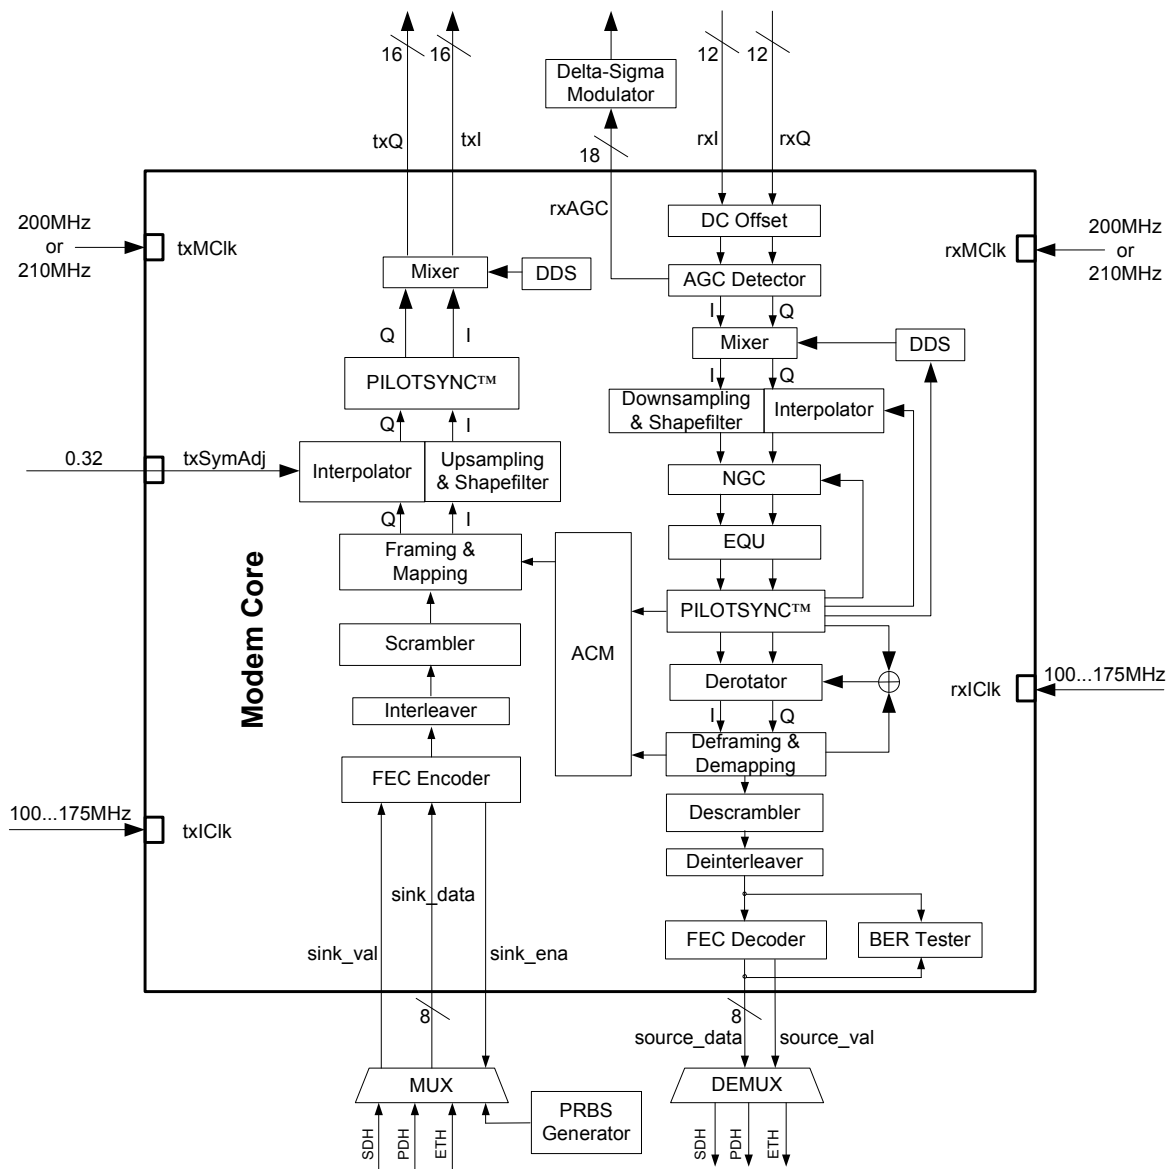 16
16
12
12
Delta-Sigma
Modulator
txQ
txI
18
rxI
rxQ
rxAGC
DC Offset
200MHz
or
210MHz
txMClk
rxMClk
200MHz
or
210MHz
Mixer
DDS
AGC Detector
I
Q
Q
I
Mixer
DDS
PILOTSYNC™
I
Q
Downsampling
& Shapefilter
Interpolator
Q
I
0.32
txSymAdj
Interpolator
Upsampling
& Shapefilter
NGC
Q
I
EQU
Framing &
Mapping
Modem Core
ACM
PILOTSYNC™
Scrambler
Derotator
rxIClk
100...175MHz
Interleaver
I
Q
Deframing &
Demapping
FEC Encoder
100...175MHz
txIClk
Descrambler
Deinterleaver
sink_data
FEC Decoder
BER Tester
sink_val
sink_ena
8
8
source_data
source_val
MUX
DEMUX
PRBS
Generator
SDH
PDH
ETH
SDH
PDH
ETH